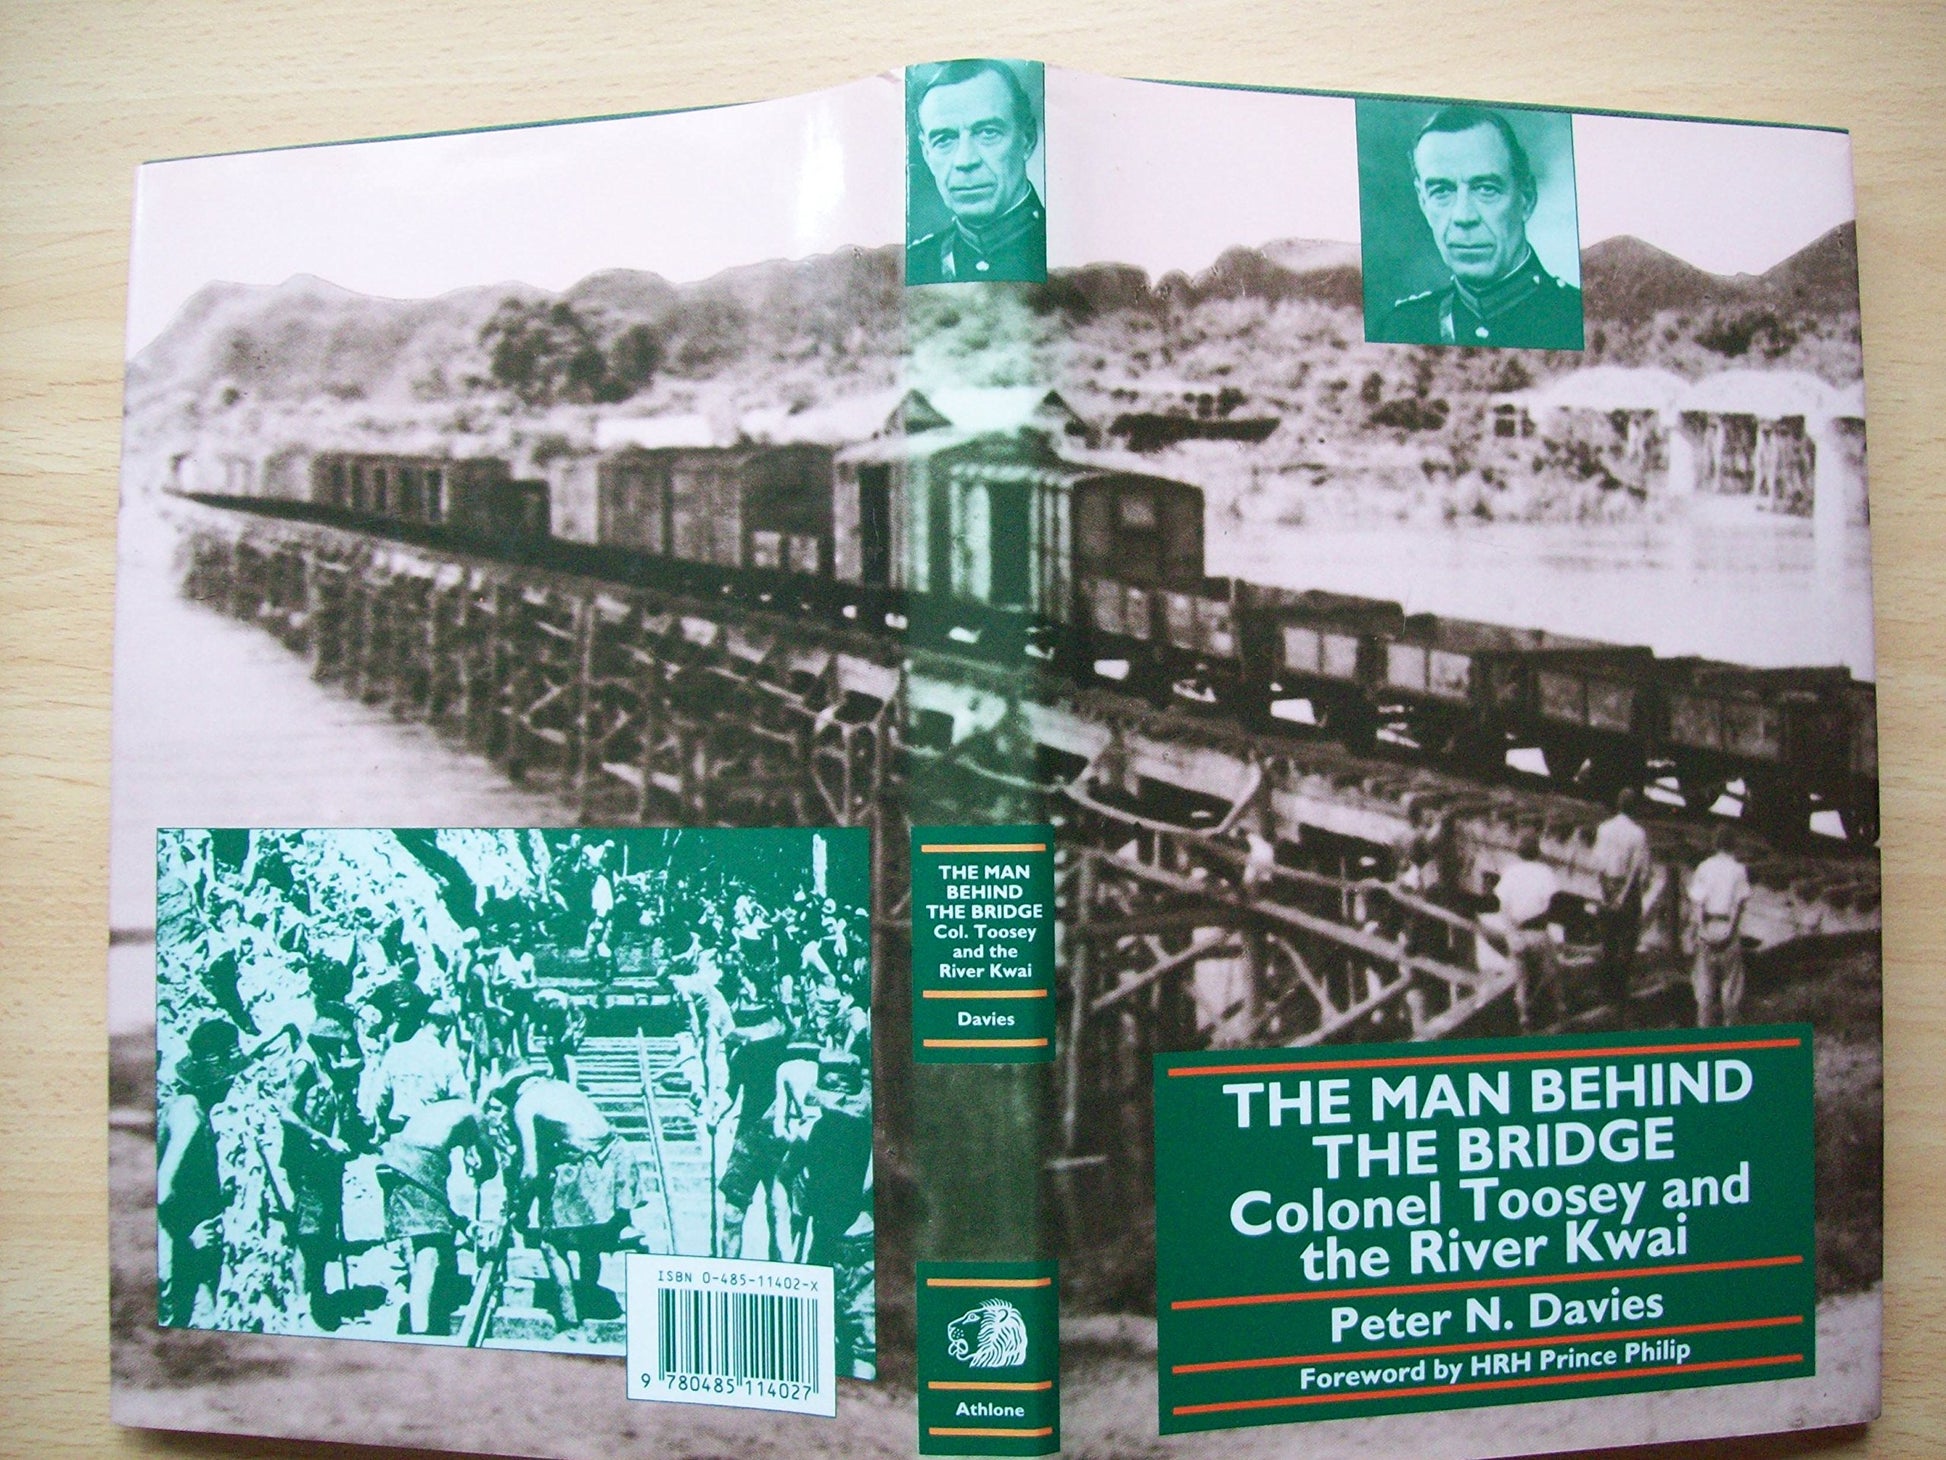 ISBN 0-485-11402-X
9 780485 114027
THE MAN
BEHIND
THE BRIDGE
Col. Toosey
and the
River Kwai
Davies
Athlone
THE MAN BEHIND
THE BRIDGE
Colonel Toosey and
the River Kwai
Peter N. Davies
Foreword by HRH Prince Philip